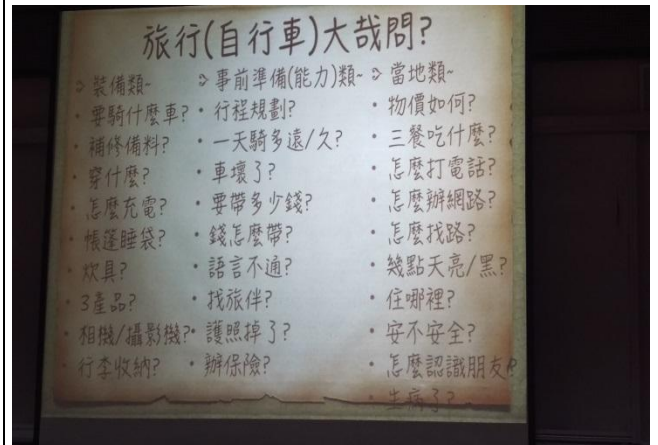 旅行(自行車)大哉問?
裝備類~
要騎什麼車?
補修備料?
穿什麼?
怎麼充電?
帳篷睡袋?
炊具?
3產品?
相機/攝影機?
行李收納?
事前準備(能力)類~
行程規劃?
一天騎多遠/久?
車壞了?
要帶多少錢?
錢怎麼帶?
語言不通?
找旅伴?
護照掉了?
辦保險?
當地類~
物價如何?
三餐吃什麼?
怎麼打電話?
怎麼辦網路?
怎麼找路?
幾點天亮/黑?
住哪裡?
安不安全?
怎麼認識朋友?
生病了?